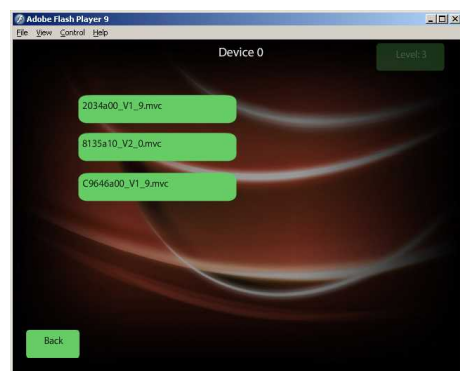 Adobe Flash Player 9
File View Control Help
Device 0
Level: 3
2034a00_V1_9.mvc
8135a10_V2_0.mvc
C9646a00_V1_9.mvc
Back